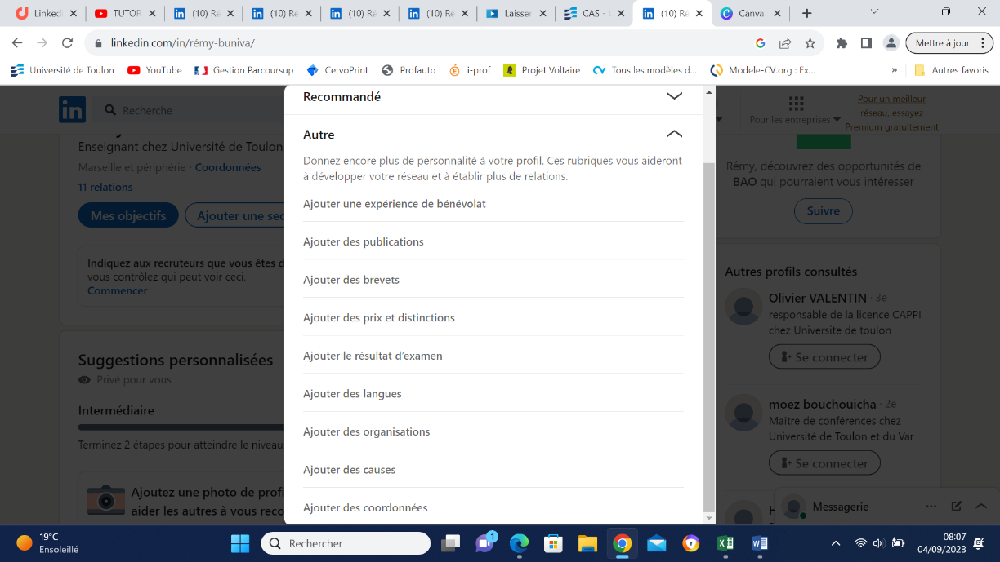 LinkedI
TUTOR
(10) Ré
(10) Ré
(10) Ré
(10) Ré
Laisser
CAS -
(10) Ré
Canva
linkedin.com/in/rémy-buniva/
Mettre à jour
Université de Toulon
YouTube
Gestion Parcoursup
CervoPrint
Profauto
i-prof
Projet Voltaire
Tous les modèles d...
Modele-CV.org : Ex...
»
Autres favoris
in
Recherche
Pour les entreprises
Pour un meilleur
réseau, essayez
Premium gratuitement
Enseignant chez Université de Toulon
Marseille et périphérie · Coordonnées
11 relations
Mes objectifs
Ajouter une sec
Indiquez aux recruteurs que vous êtes d
vous contrôlez qui peut voir ceci.
Commencer
Suggestions personnalisées
Privé pour vous
Intermédiaire
Terminez 2 étapes pour atteindre le niveau
Ajoutez une photo de profi
aider les autres à vous reco
Recommandé
Autre
Donnez encore plus de personnalité à votre profil. Ces rubriques vous aideront
à développer votre réseau et à établir plus de relations.
Ajouter une expérience de bénévolat
Ajouter des publications
Ajouter des brevets
Ajouter des prix et distinctions
Ajouter le résultat d'examen
Ajouter des langues
Ajouter des organisations
Ajouter des causes
Ajouter des coordonnées
Rémy, découvrez des opportunités de
BAO qui pourraient vous intéresser
Suivre
Autres profils consultés
Olivier VALENTIN · 3e
responsable de la licence CAPPI
chez Universite de toulon
Se connecter
moez bouchouicha · 2e
Maître de conférences chez
Université de Toulon et du Var
Se connecter
Messagerie
19°C
Ensoleillé
Rechercher
1
08:07
04/09/2023